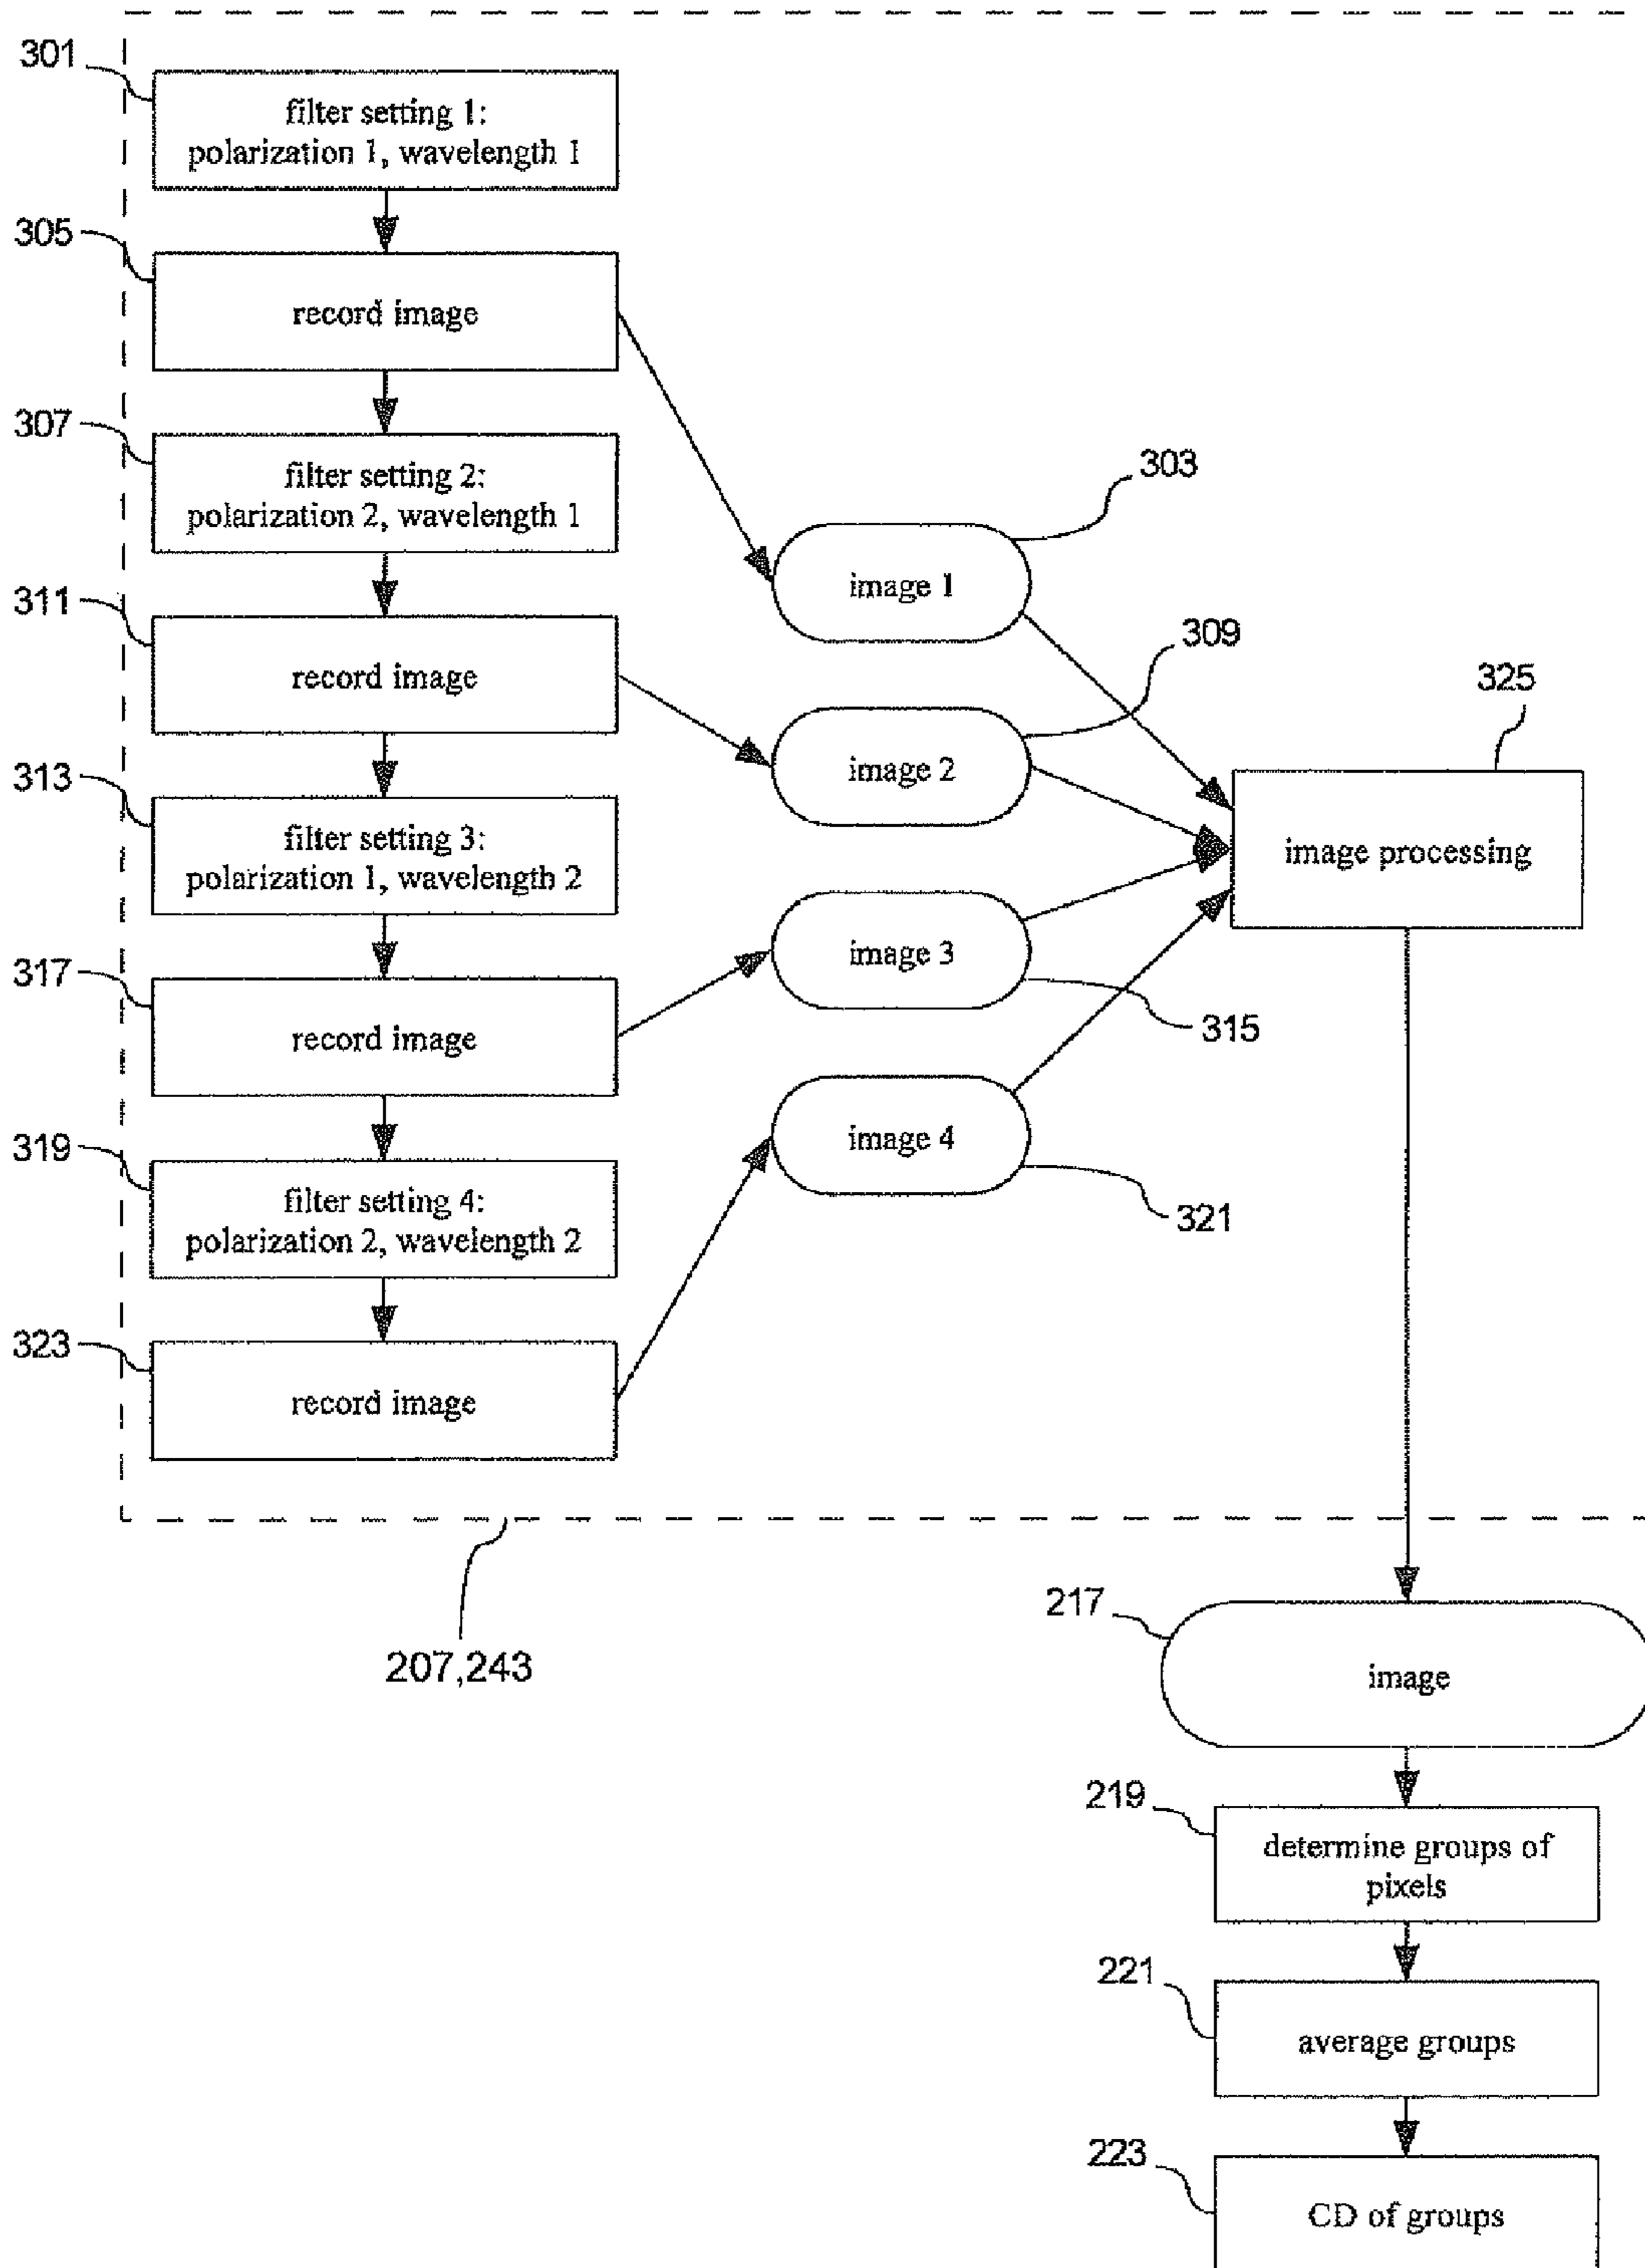 301
filter setting 1:
polarization 1, wavelength 1
305
record image
307
filter setting 2:
polarization 2, wavelength 1
303
image 1
311
record image
309
image 2
325
image processing
313
filter setting 3:
polarization 1, wavelength 2
317
record image
image 3
315
319
filter setting 4:
polarization 2, wavelength 2
image 4
321
323
record image
207,243
217
image
219
determine groups of
pixels
221
average groups
223
CD of groups